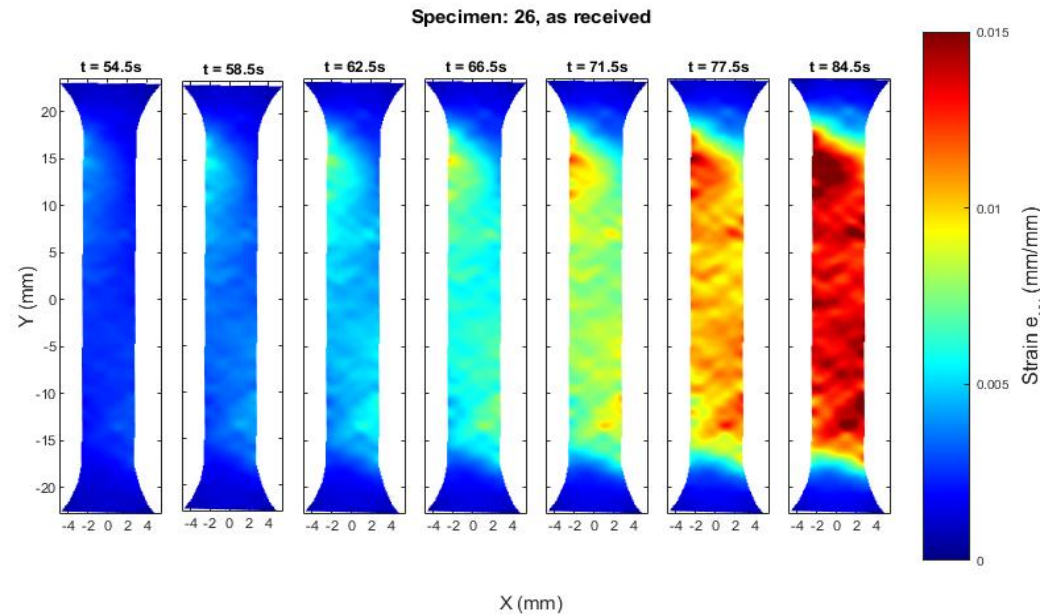 Specimen: 26, as received
t = 54.5s
t = 58.5s
t = 62.5s
t = 66.5s
t = 71.5s
t = 77.5s
t = 84.5s
20
15
10
5
0
-5
-10
-15
-20
Y (mm)
-4 -2 0 2 4
-4 -2 0 2 4
-4 -2 0 2 4
-4 -2 0 2 4
-4 -2 0 2 4
-4 -2 0 2 4
-4 -2 0 2 4
X (mm)
0.015
0.01
0.005
0
Strain e (mm/mm)